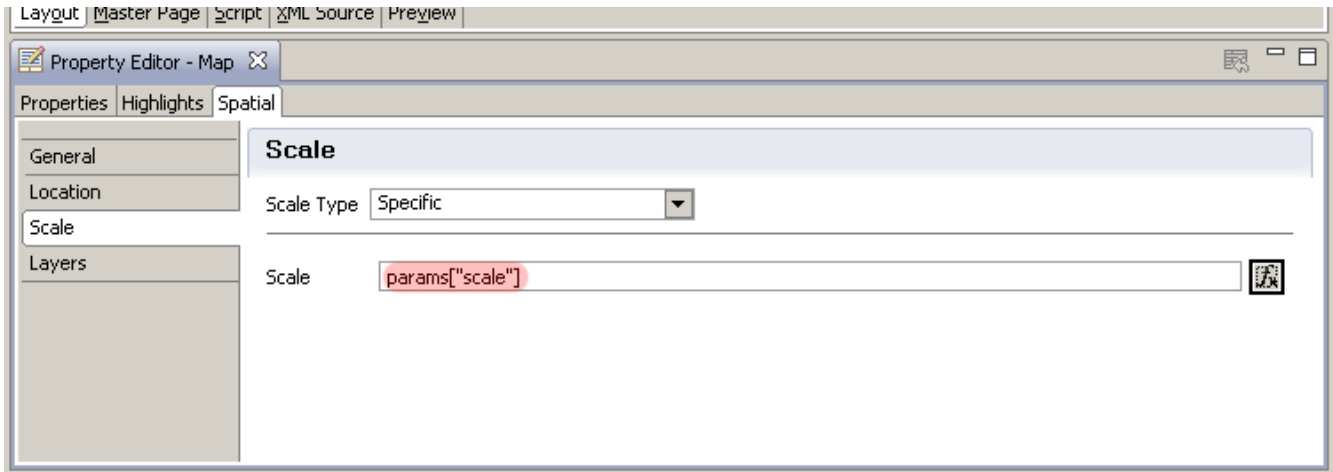 Layout Master Page Script XML Source Preview
Property Editor - Map
Properties Highlights Spatial
General
Location
Scale
Layers
Scale
Scale Type Specific
Scale params["scale"] fx